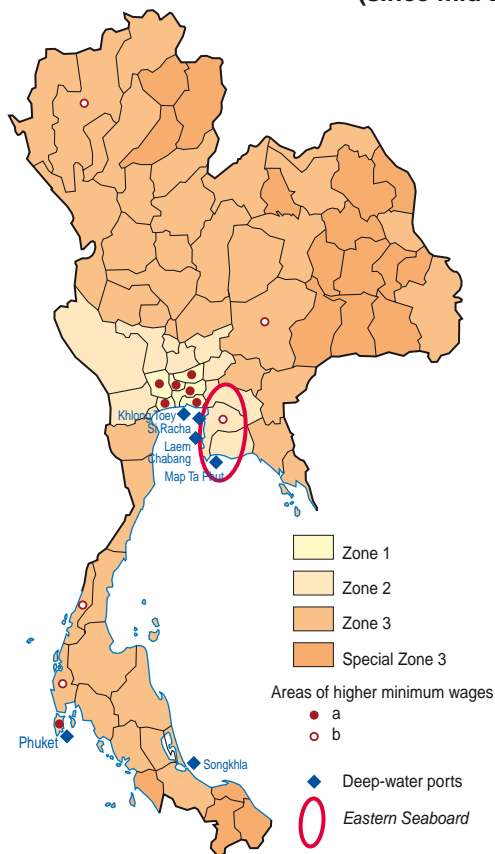 Khlong Toey
Si Racha
Laem
Chabang
Map Ta Phut
Zone 1
Zone 2
Zone 3
Special Zone 3
Areas of higher minimum wages
a
b
Phuket
Songkhla
Deep-water ports
Eastern Seaboard